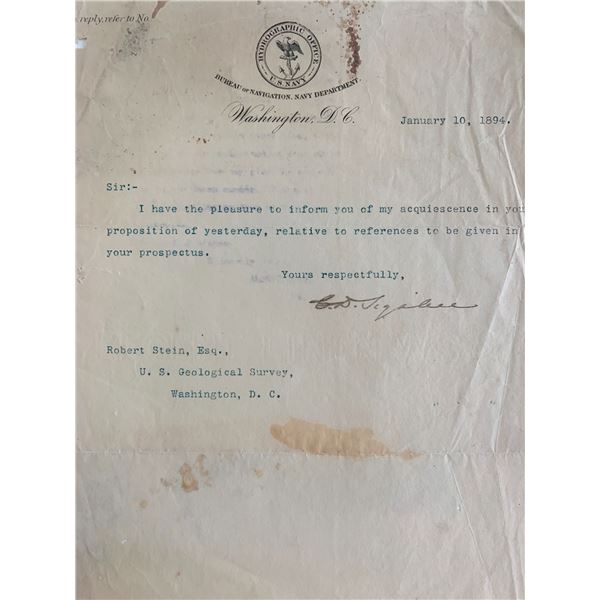 reply, refer to No.
HYDROGRAPHIC OFFICE
U.S. NAVY
BUREAU OF NAVIGATION, NAVY DEPARTMENT,
Washington, D.C.
January 10, 1894.
Sir:-
I have the pleasure to inform you of my acquiescence in you
proposition of yesterday, relative to references to be given in
your prospectus.
Yours respectfully,
C. D. Sigsbee
Robert Stein, Esq.,
U. S. Geological Survey,
Washington, D. C.